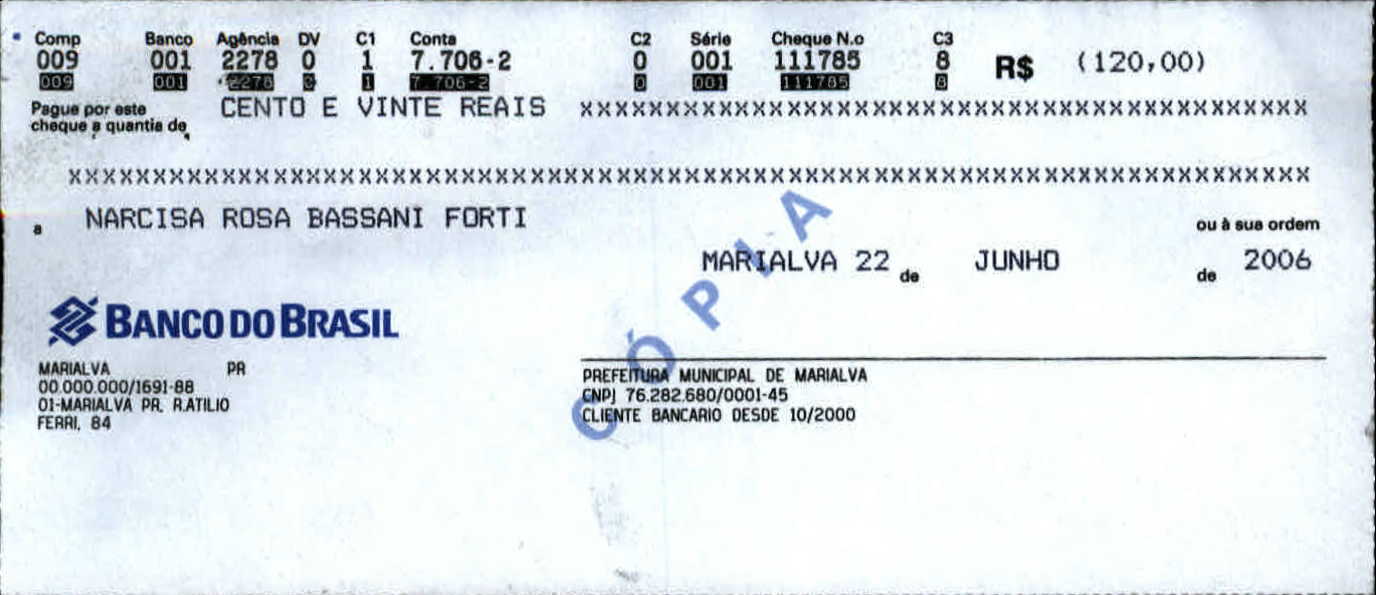 Comp Banco Agência DV C1 Conta C2 Série Cheque N.o C3
009 001 2278 0 1 7.706-2 0 001 111785 8 R$ (120,00)
009 001 2278 0 1 7.706-2 0 001 111785 8
Pague por este
cheque a quantia de CENTO E VINTE REAIS xxxxxxxxxxxxxxxxxxxxxxxxxxxxxxxxxxxxxxxxxxx
xxxxxxxxxxxxxxxxxxxxxxxxxxxxxxxxxxxxxxxxxxxxxxxxxxxxxxxxxxxxxxxxxxxxxxxxx
a NARCISA ROSA BASSANI FORTI ou à sua ordem
MARIALVA 22 de JUNHO de 2006
CÓPIA
BANCO DO BRASIL
MARIALVA PR
00.000.000/1691-88
01-MARIALVA PR. R.ATILIO
FERRI, 84
PREFEITURA MUNICIPAL DE MARIALVA
CNPJ 76.282.680/0001-45
CLIENTE BANCARIO DESDE 10/2000